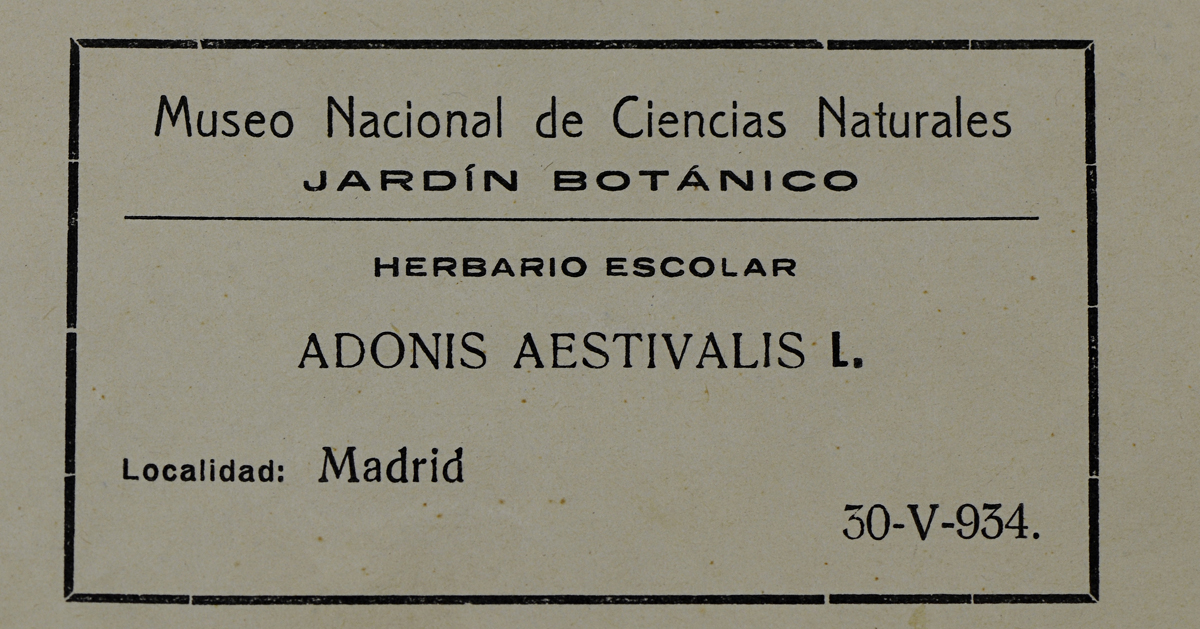 Museo Nacional de Ciencias Naturales
JARDÍN BOTÁNICO
HERBARIO ESCOLAR
ADONIS AESTIVALIS L.
Localidad: Madrid
30-V-934.